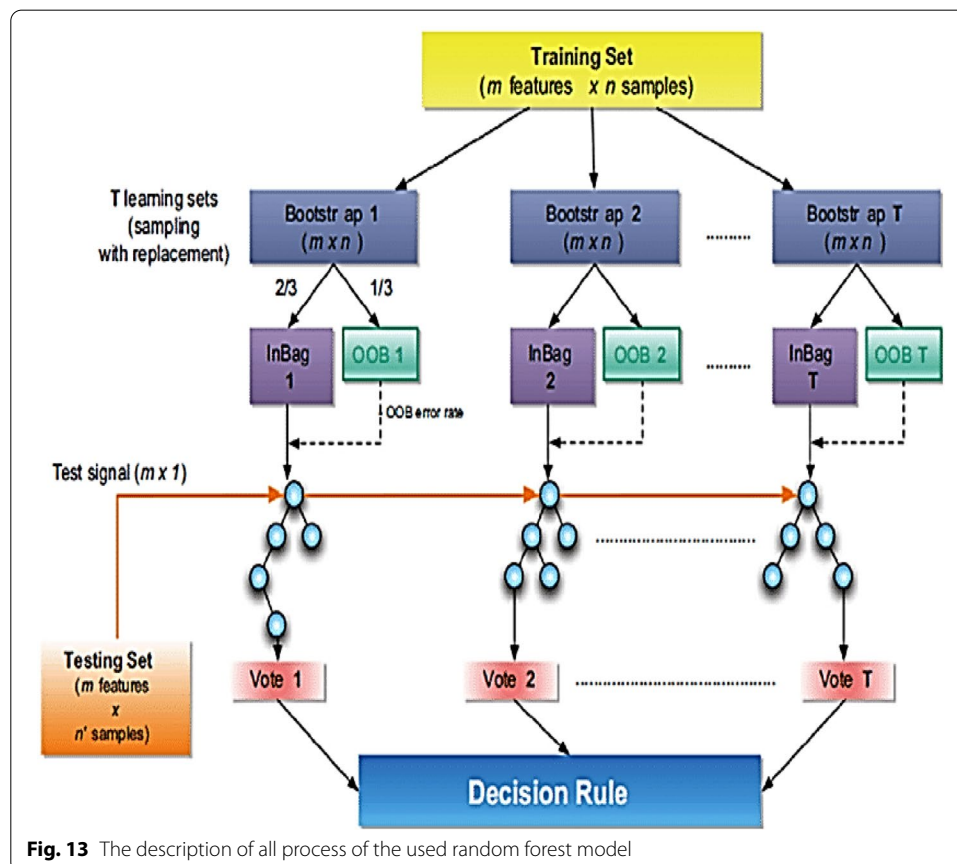 Training Set
(m features x n samples)
T learning sets
(sampling
with replacement)
Bootstr ap 1
(m x n )
Bootstr ap 2
(m x n )
..........
Bootstr ap T
(m x n )
2/3
1/3
InBag
1
OOB 1
InBag
2
OOB 2
..........
InBag
T
OOB T
OOB error rate
Test signal (m x 1)
Testing Set
(m features
x
n' samples)
Vote 1
Vote 2
Vote T
Decision Rule
Fig. 13 The description of all process of the used random forest model